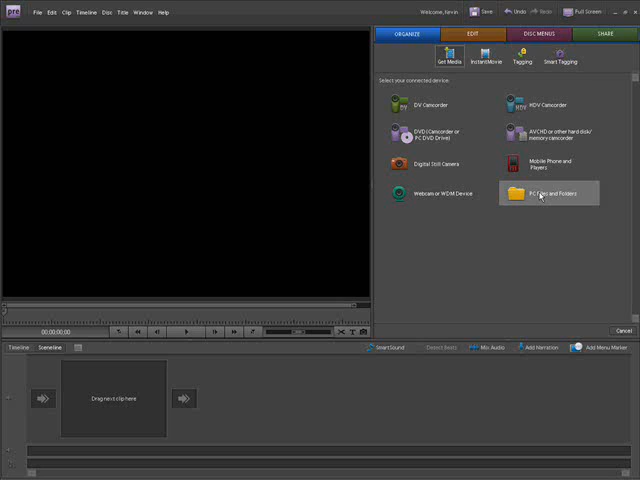 pre File Edit Clip Timeline Disc Title Window Help Welcome, Kevin Save Undo Redo Full Screen
ORGANIZE EDIT DISC MENUS SHARE
Get Media InstantMovie Tagging Smart Tagging
Select your connected device:
DV Camcorder HDV Camcorder
DVD (Camcorder or
PC DVD Drive)
AVCHD or other hard disk/
memory camcorder
Digital Still Camera
Mobile Phone and
Players
Webcam or WDM Device PC Files and Folders
00;00;00;00
Cancel
Timeline Sceneline SmartSound Detect Beats Mix Audio Add Narration Add Menu Marker
Drag next clip here